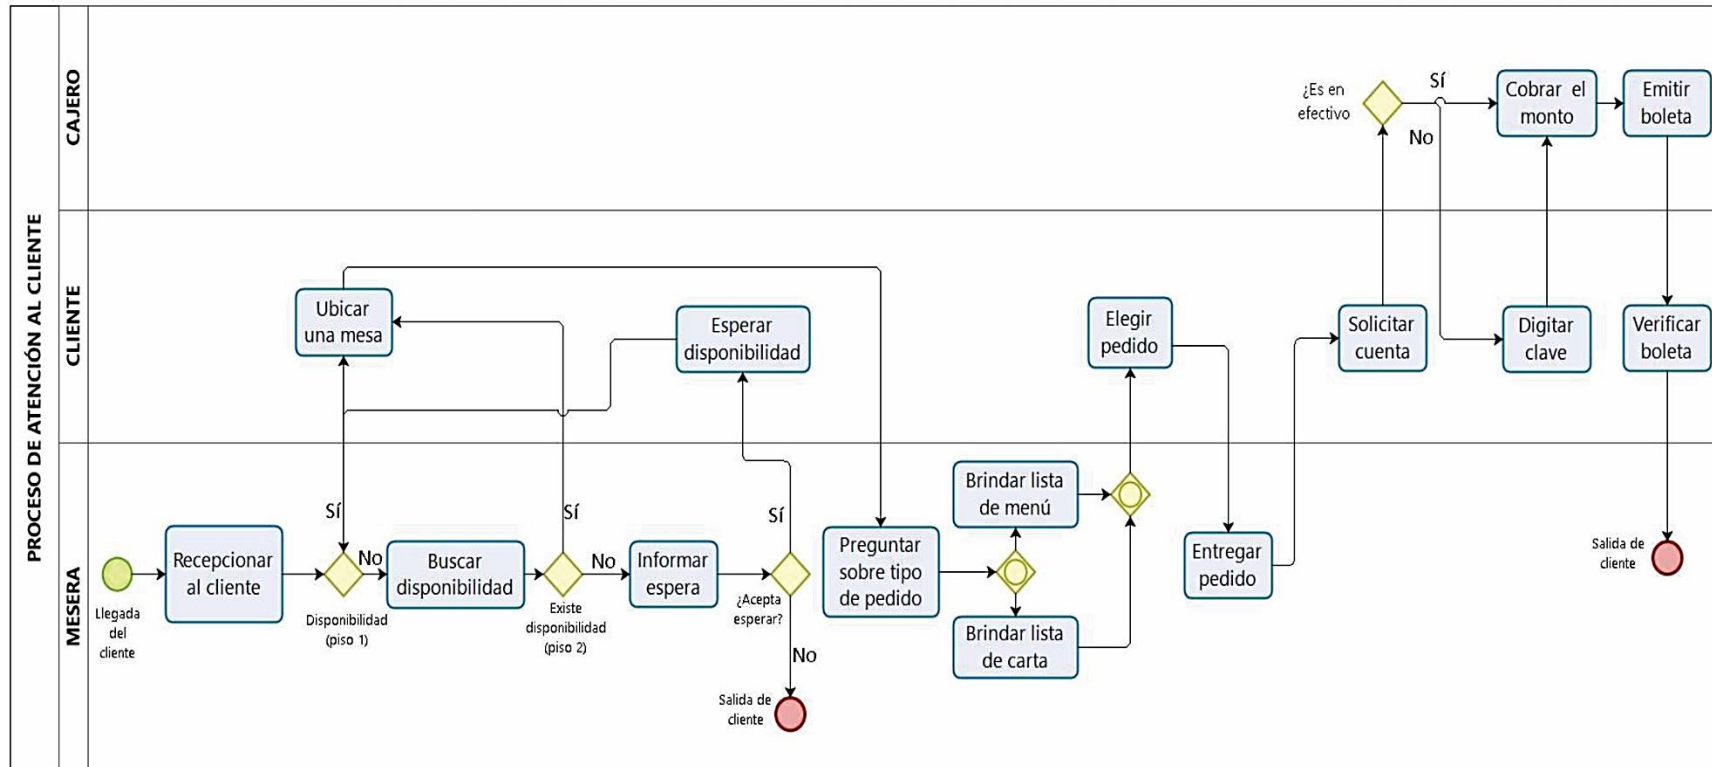 PROCESO DE ATENCIÓN AL CLIENTE
CAJERO
¿Es en
efectivo
Sí
No
Cobrar el
monto
Emitir
boleta
CLIENTE
Ubicar
una mesa
Esperar
disponibilidad
Elegir
pedido
Solicitar
cuenta
Digitar
clave
Verificar
boleta
MESERA
Llegada
del
cliente
Recepcionar
al cliente
Sí
No
Disponibilidad
(piso 1)
Buscar
disponibilidad
Sí
No
Existe
disponibilidad
(piso 2)
Informar
espera
Sí
¿Acepta
esperar?
No
Salida de
cliente
Preguntar
sobre tipo
de pedido
Brindar lista
de menú
Brindar lista
de carta
Entregar
pedido
Salida de
cliente